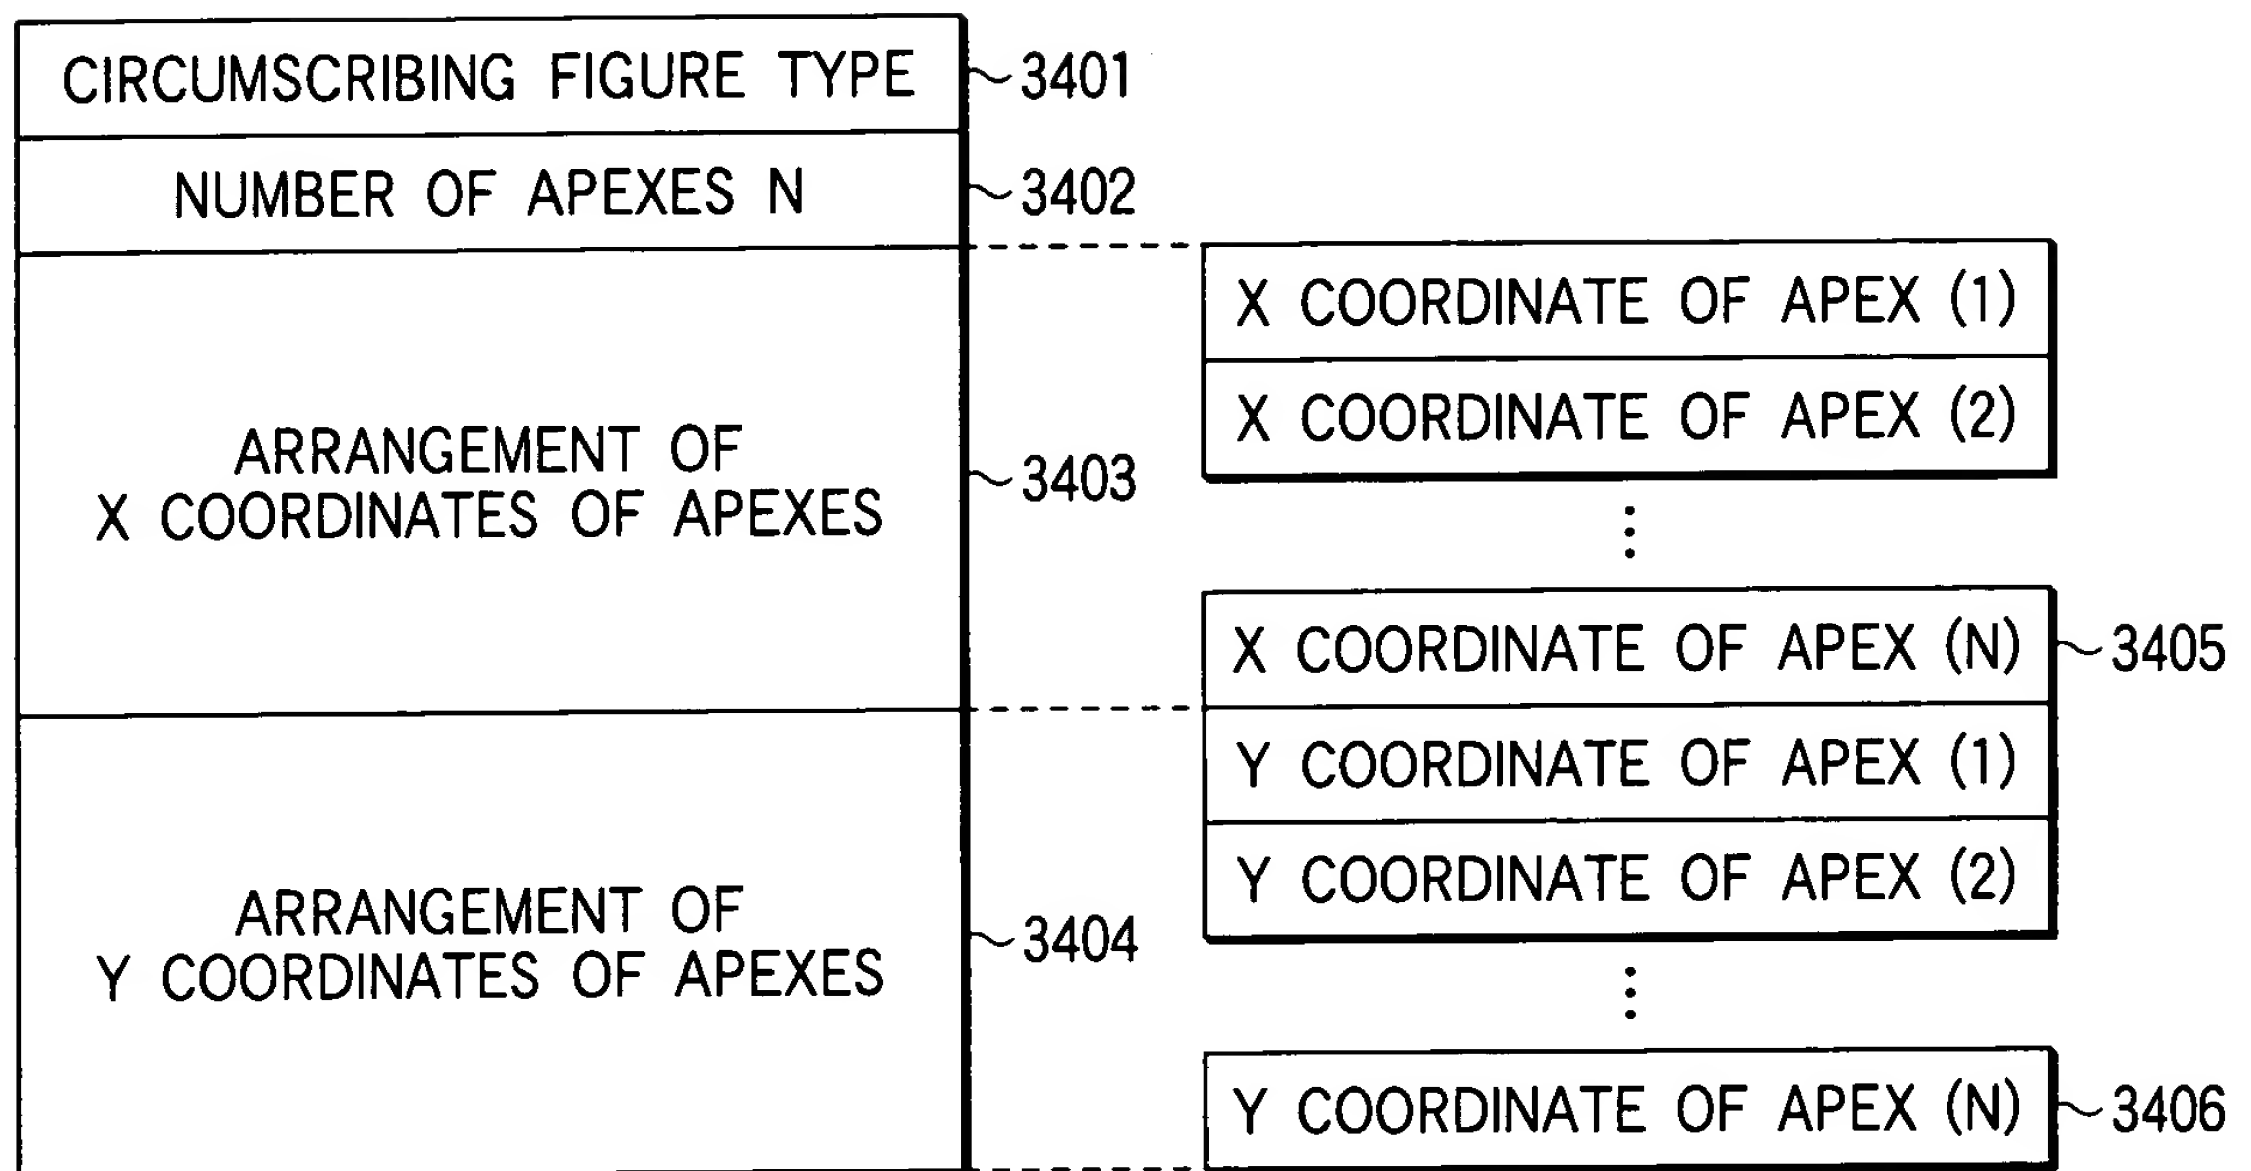 CIRCUMSCRIBING FIGURE TYPE
3401
NUMBER OF APEXES N
3402
ARRANGEMENT OF
X COORDINATES OF APEXES
3403
ARRANGEMENT OF
Y COORDINATES OF APEXES
3404
X COORDINATE OF APEX (1)
X COORDINATE OF APEX (2)
X COORDINATE OF APEX (N)
3405
Y COORDINATE OF APEX (1)
Y COORDINATE OF APEX (2)
Y COORDINATE OF APEX (N)
3406